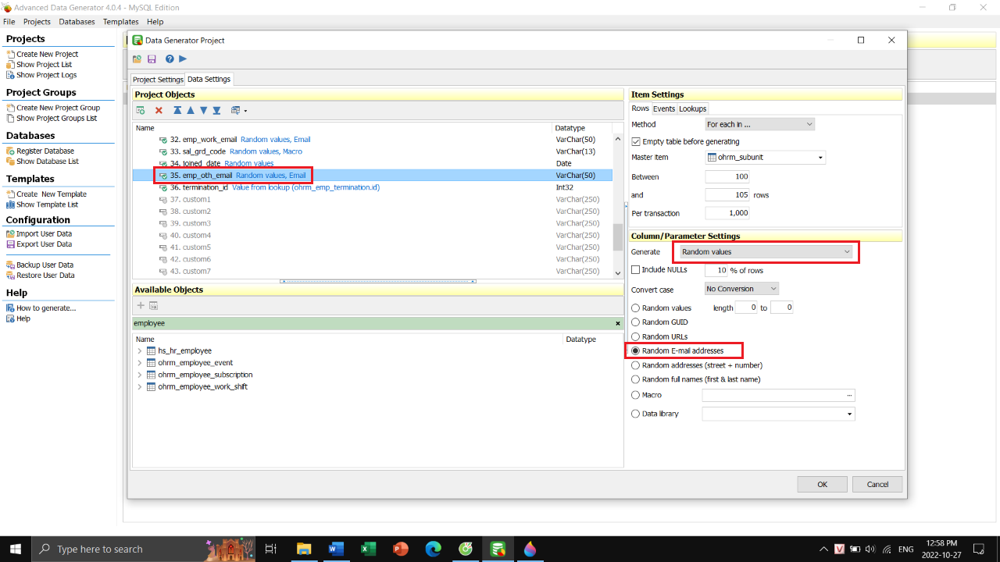 Advanced Data Generator 4.0.4 - MySQL Edition
File Projects Databases Templates Help
Projects
Create New Project
Show Project List
Show Project Logs
Project Groups
Create New Project Group
Show Project Groups List
Databases
Register Database
Show Database List
Templates
Create New Template
Show Template List
Configuration
Import User Data
Export User Data
Backup User Data
Restore User Data
Help
How to generate...
Help
Data Generator Project
Project Settings Data Settings
Project Objects
Name Datatype
32. emp_work_email Random values, Email VarChar(50)
33. sal_grd_code Random values, Macro VarChar(13)
34. joined_date Random values Date
35. emp_oth_email Random values, Email VarChar(50)
36. termination_id Value from lookup (ohrm_emp_termination.id) Int32
37. custom1 VarChar(250)
38. custom2 VarChar(250)
39. custom3 VarChar(250)
40. custom4 VarChar(250)
41. custom5 VarChar(250)
42. custom6 VarChar(250)
43. custom7 VarChar(250)
Available Objects
employee
Name Datatype
hs_hr_employee
ohrm_employee_event
ohrm_employee_subscription
ohrm_employee_work_shift
Item Settings
Rows Events Lookups
Method For each in ...
Empty table before generating
Master item ohrm_subunit
Between 100
and 105 rows
Per transaction 1,000
Column/Parameter Settings
Generate Random values
Include NULLs 10 % of rows
Convert case No Conversion
Random values length 0 to 0
Random GUID
Random URLs
Random E-mail addresses
Random addresses (street + number)
Random full names (first & last name)
Macro ...
Data library
OK Cancel
Type here to search
ENG
12:58 PM
2022-10-27